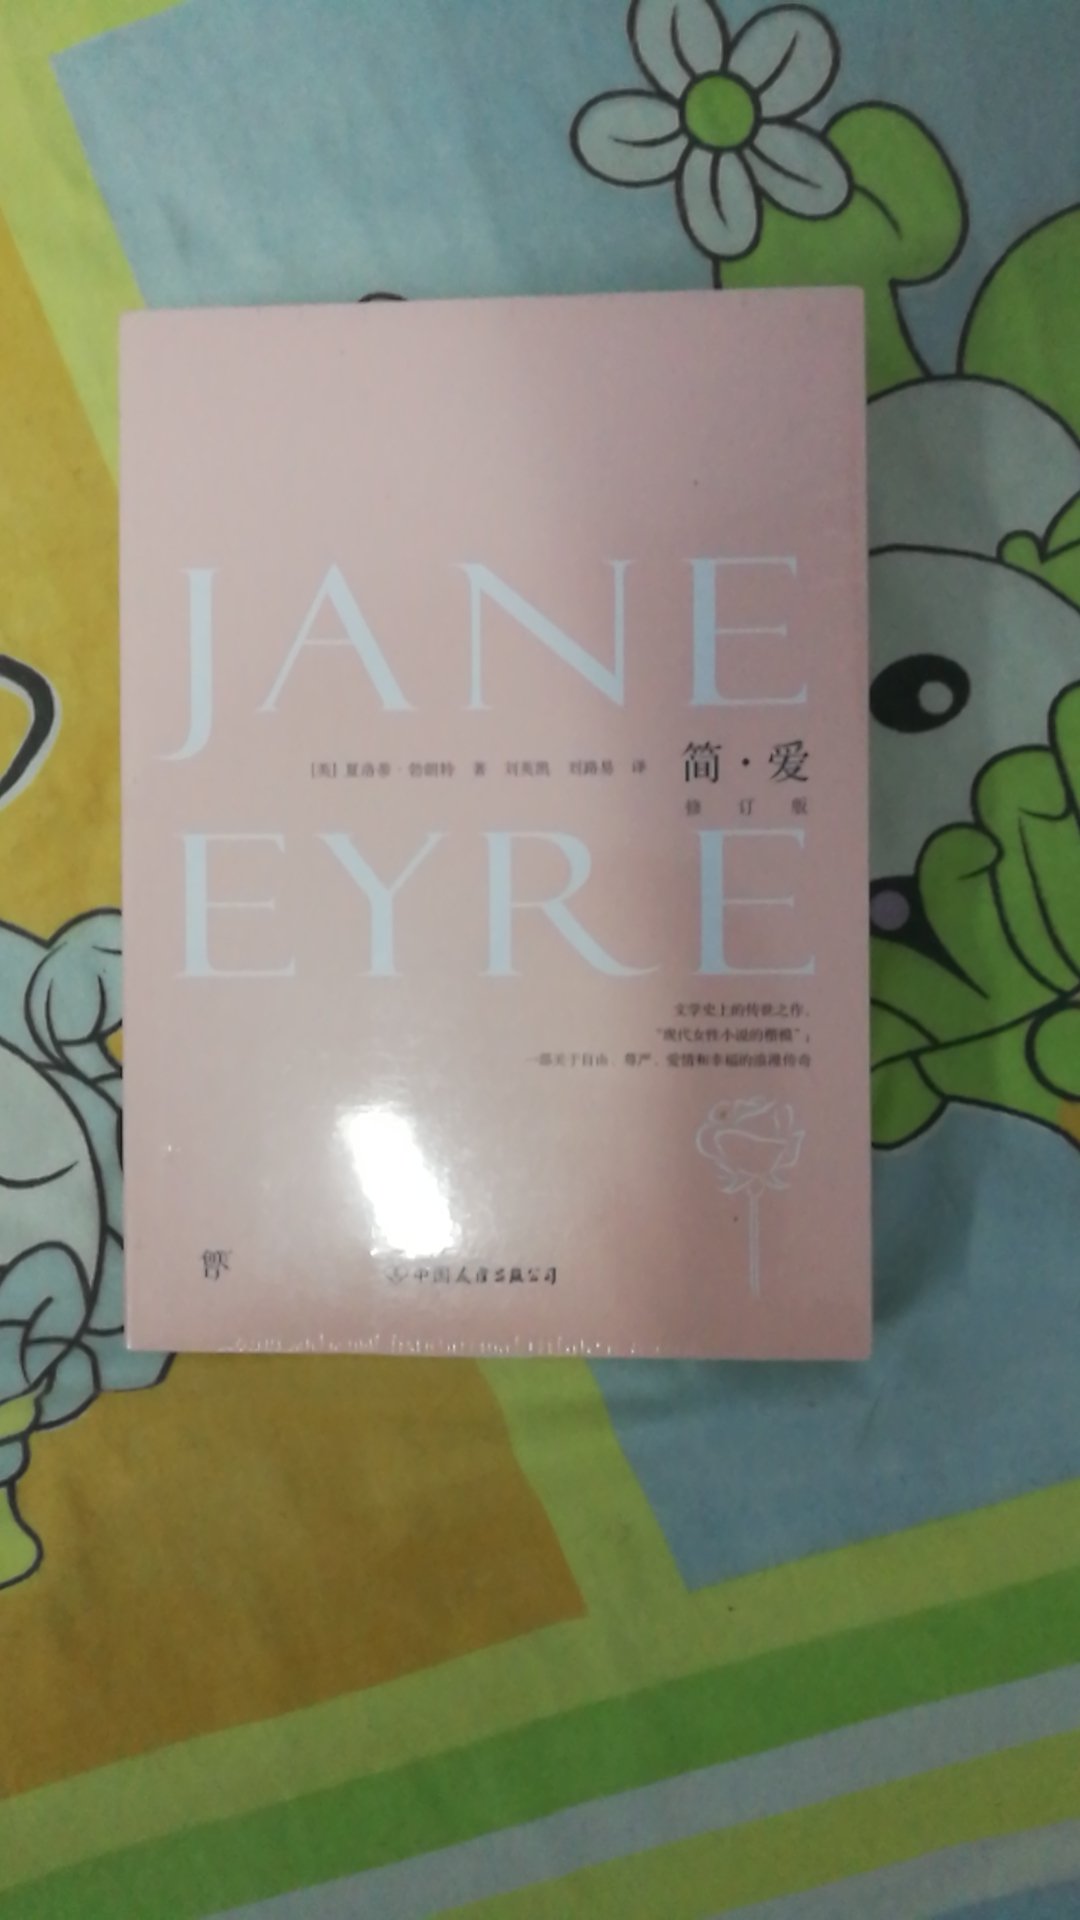 JANE
[英] 夏洛蒂·勃朗特 著 刘英凯 刘路易 译
简·爱
修订版
EYRE
文学史上的传世之作，
“现代女性小说的楷模”；
一部关于自由、尊严、爱情和幸福的浪漫传奇
中国友谊出版公司